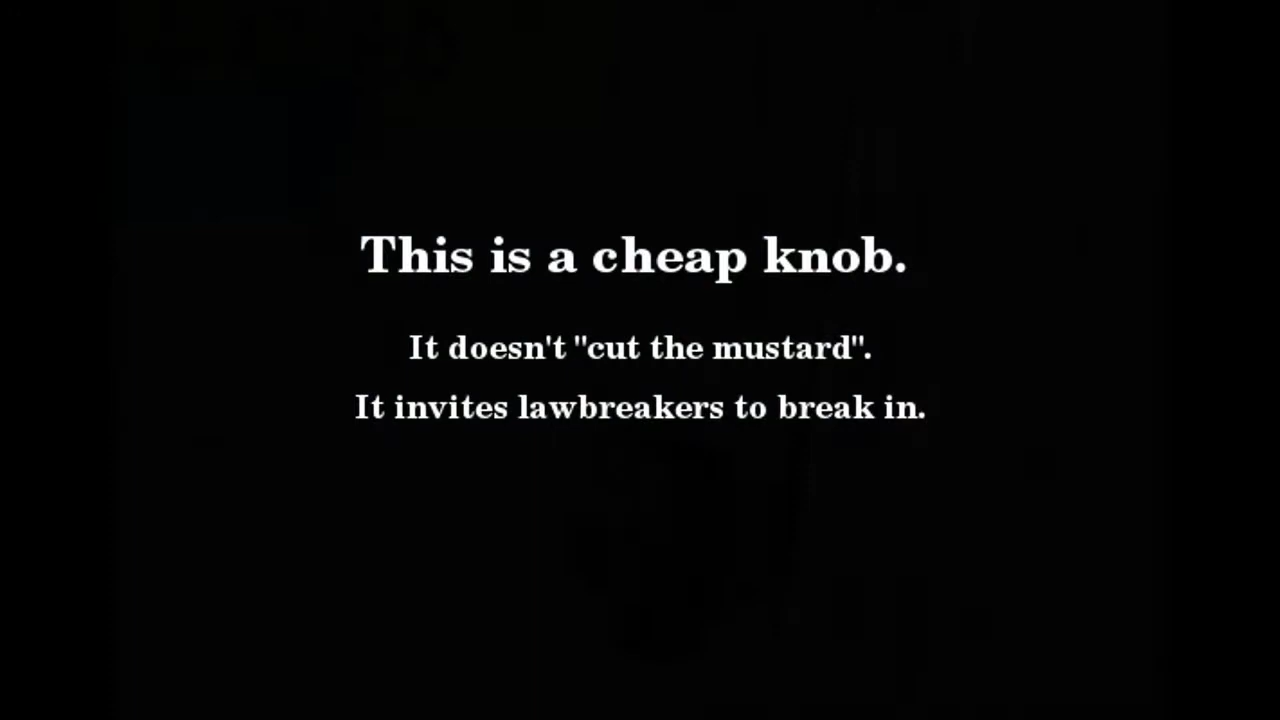 This is a cheap knob.
It doesn't "cut the mustard".
It invites lawbreakers to break in.